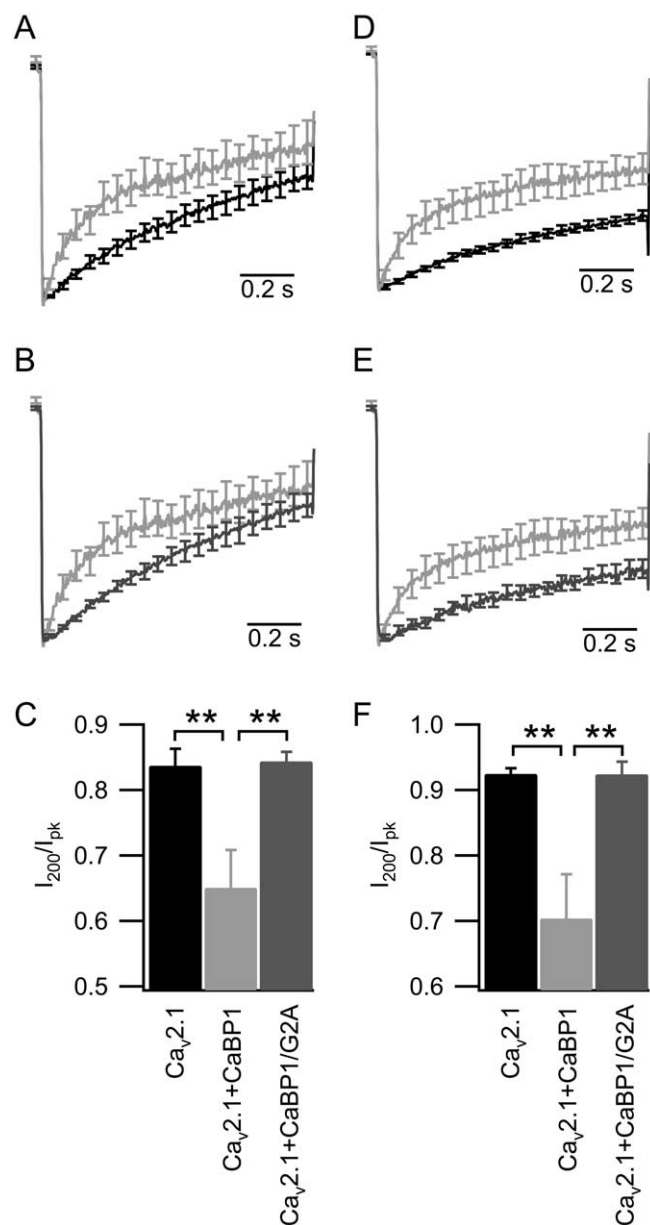 A
0.2 s
D
0.2 s
B
0.2 s
E
0.2 s
C
** **
0.9
0.8
0.7
0.6
0.5
I200/Ipk
Cav2.1
Cav2.1+CaBP1
Cav2.1+CaBP1/G2A
F
** **
1.0
0.9
0.8
0.7
0.6
I200/Ipk
Cav2.1
Cav2.1+CaBP1
Cav2.1+CaBP1/G2A